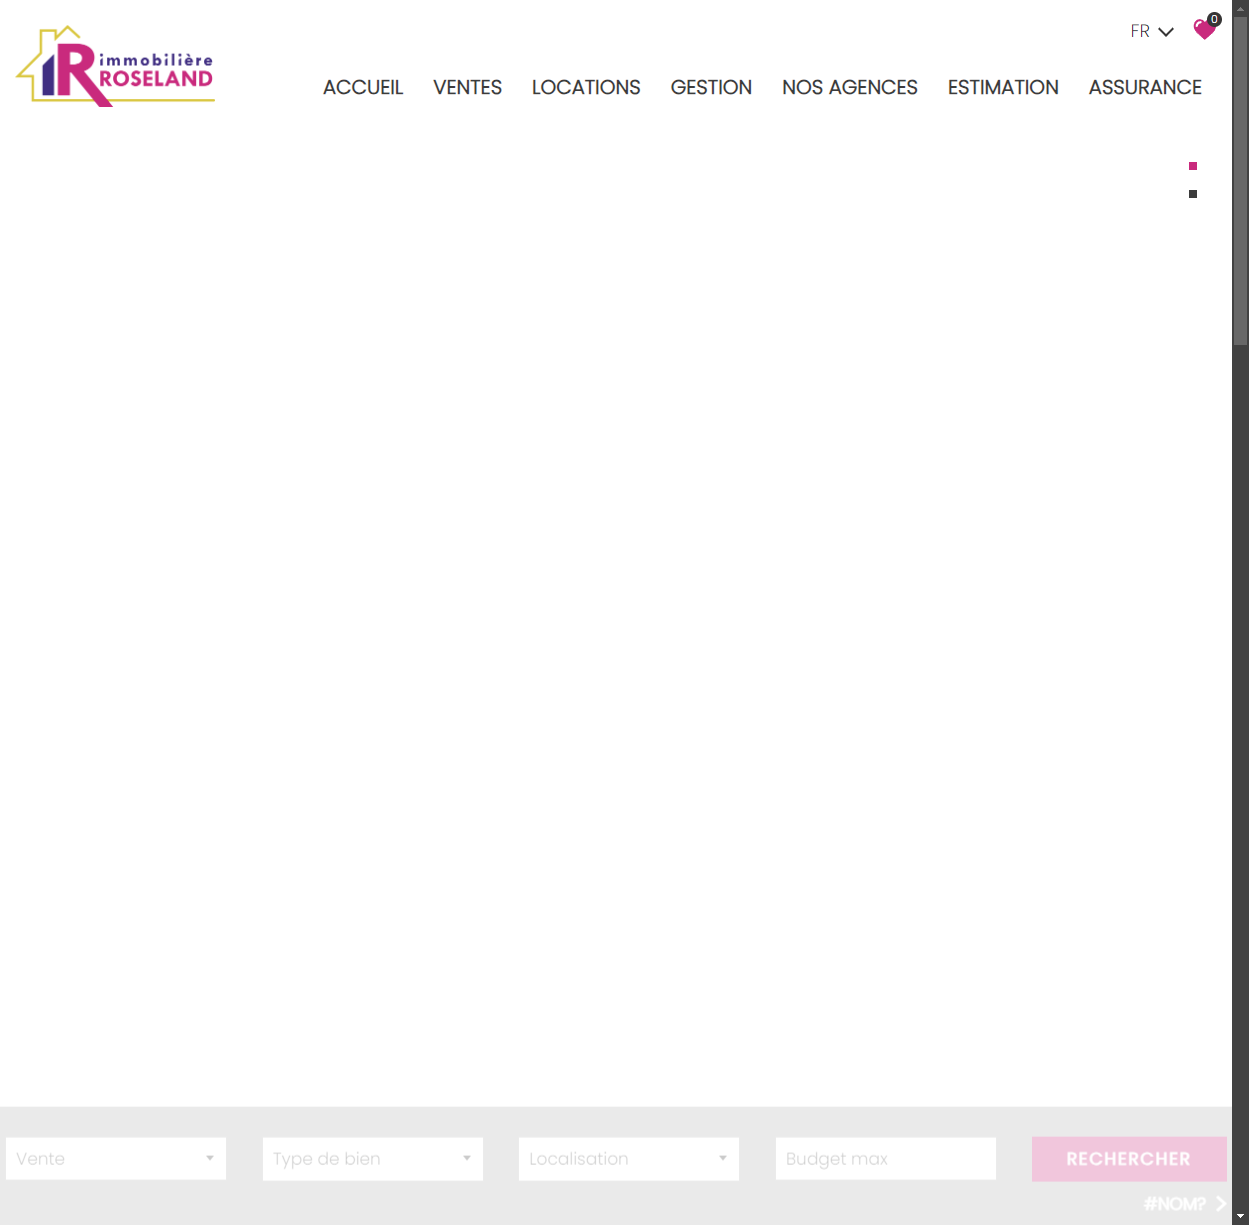 immobilière
ROSELAND
FR
0
ACCUEIL VENTES LOCATIONS GESTION NOS AGENCES ESTIMATION ASSURANCE
Vente Type de bien Localisation Budget max RECHERCHER
#NOM?